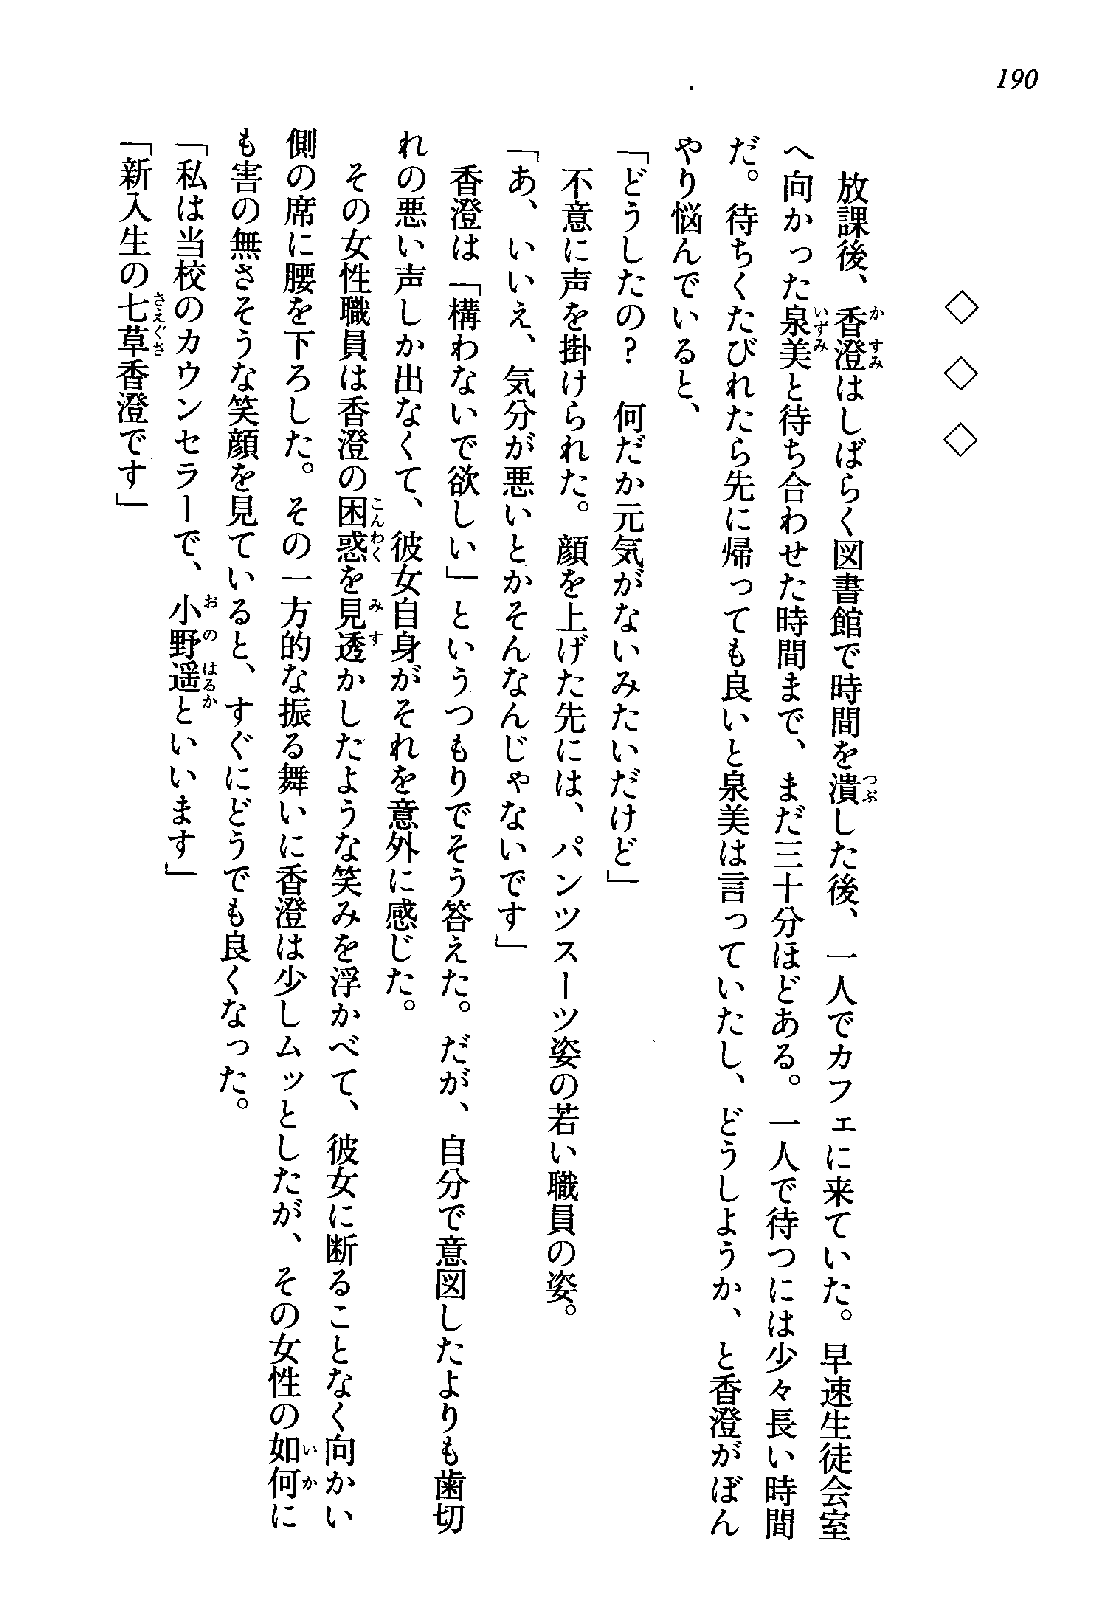 190
◇　◇　◇
　放課後、香澄はしばらく図書館で時間を潰した後、一人でカフェに来ていた。早速生徒会室
へ向かった泉美と待ち合わせた時間まで、まだ三十分ほどある。一人で待つには少々長い時間
だ。待ちくたびれたら先に帰っても良いと泉美は言っていたし、どうしようか、と香澄がぼん
やり悩んでいると、
「どうしたの？　何だか元気がないみたいだけど」
　不意に声を掛けられた。顔を上げた先には、パンツスーツ姿の若い職員の姿。
「あ、いいえ、気分が悪いとかそんなんじゃないです」
　香澄は「構わないで欲しい」というつもりでそう答えた。だが、自分で意図したよりも歯切
れの悪い声しか出なくて、彼女自身がそれを意外に感じた。
　その女性職員は香澄の困惑を見透かしたような笑みを浮かべて、彼女に断ることなく向かい
側の席に腰を下ろした。その一方的な振る舞いに香澄は少しムッとしたが、その女性の如何に
も害の無さそうな笑顔を見ていると、すぐにどうでも良くなった。
「私は当校のカウンセラーで、小野遥といいます」
「新入生の七草香澄です」